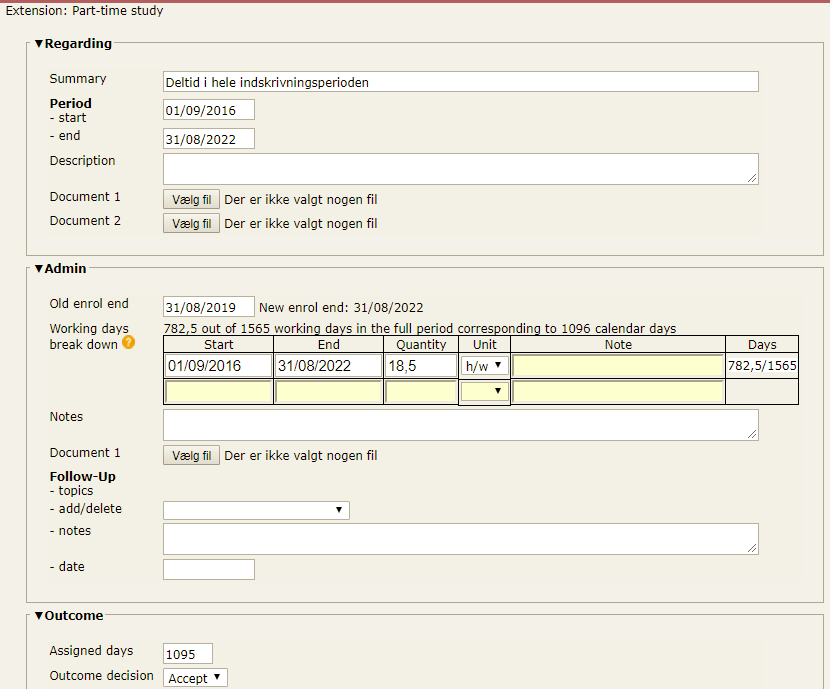 Extension: Part-time study
▼Regarding
Summary Deltid i hele indskrivningsperioden
Period
- start 01/09/2016
- end 31/08/2022
Description
Document 1 Vælg fil Der er ikke valgt nogen fil
Document 2 Vælg fil Der er ikke valgt nogen fil
▼Admin
Old enrol end 31/08/2019 New enrol end: 31/08/2022
Working days 782,5 out of 1565 working days in the full period corresponding to 1096 calendar days
break down ?
Start End Quantity Unit Note Days
01/09/2016 31/08/2022 18,5 h/w ▼ 782,5/1565
Notes
Document 1 Vælg fil Der er ikke valgt nogen fil
Follow-Up
- topics
- add/delete
- notes
- date
▼Outcome
Assigned days 1095
Outcome decision Accept ▼